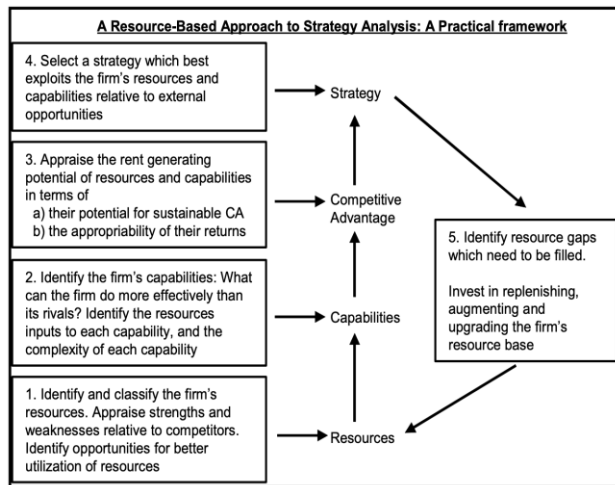 A Resource-Based Approach to Strategy Analysis: A Practical framework
4. Select a strategy which best
exploits the firm's resources and
capabilities relative to external
opportunities
Strategy
3. Appraise the rent generating
potential of resources and capabilities
in terms of
a) their potential for sustainable CA
b) the appropriability of their returns
Competitive
Advantage
5. Identify resource gaps
which need to be filled.
Invest in replenishing,
augmenting and
upgrading the firm's
resource base
2. Identify the firm's capabilities: What
can the firm do more effectively than
its rivals? Identify the resources
inputs to each capability, and the
complexity of each capability
Capabilities
1. Identify and classify the firm's
resources. Appraise strengths and
weaknesses relative to competitors.
Identify opportunities for better
utilization of resources
Resources